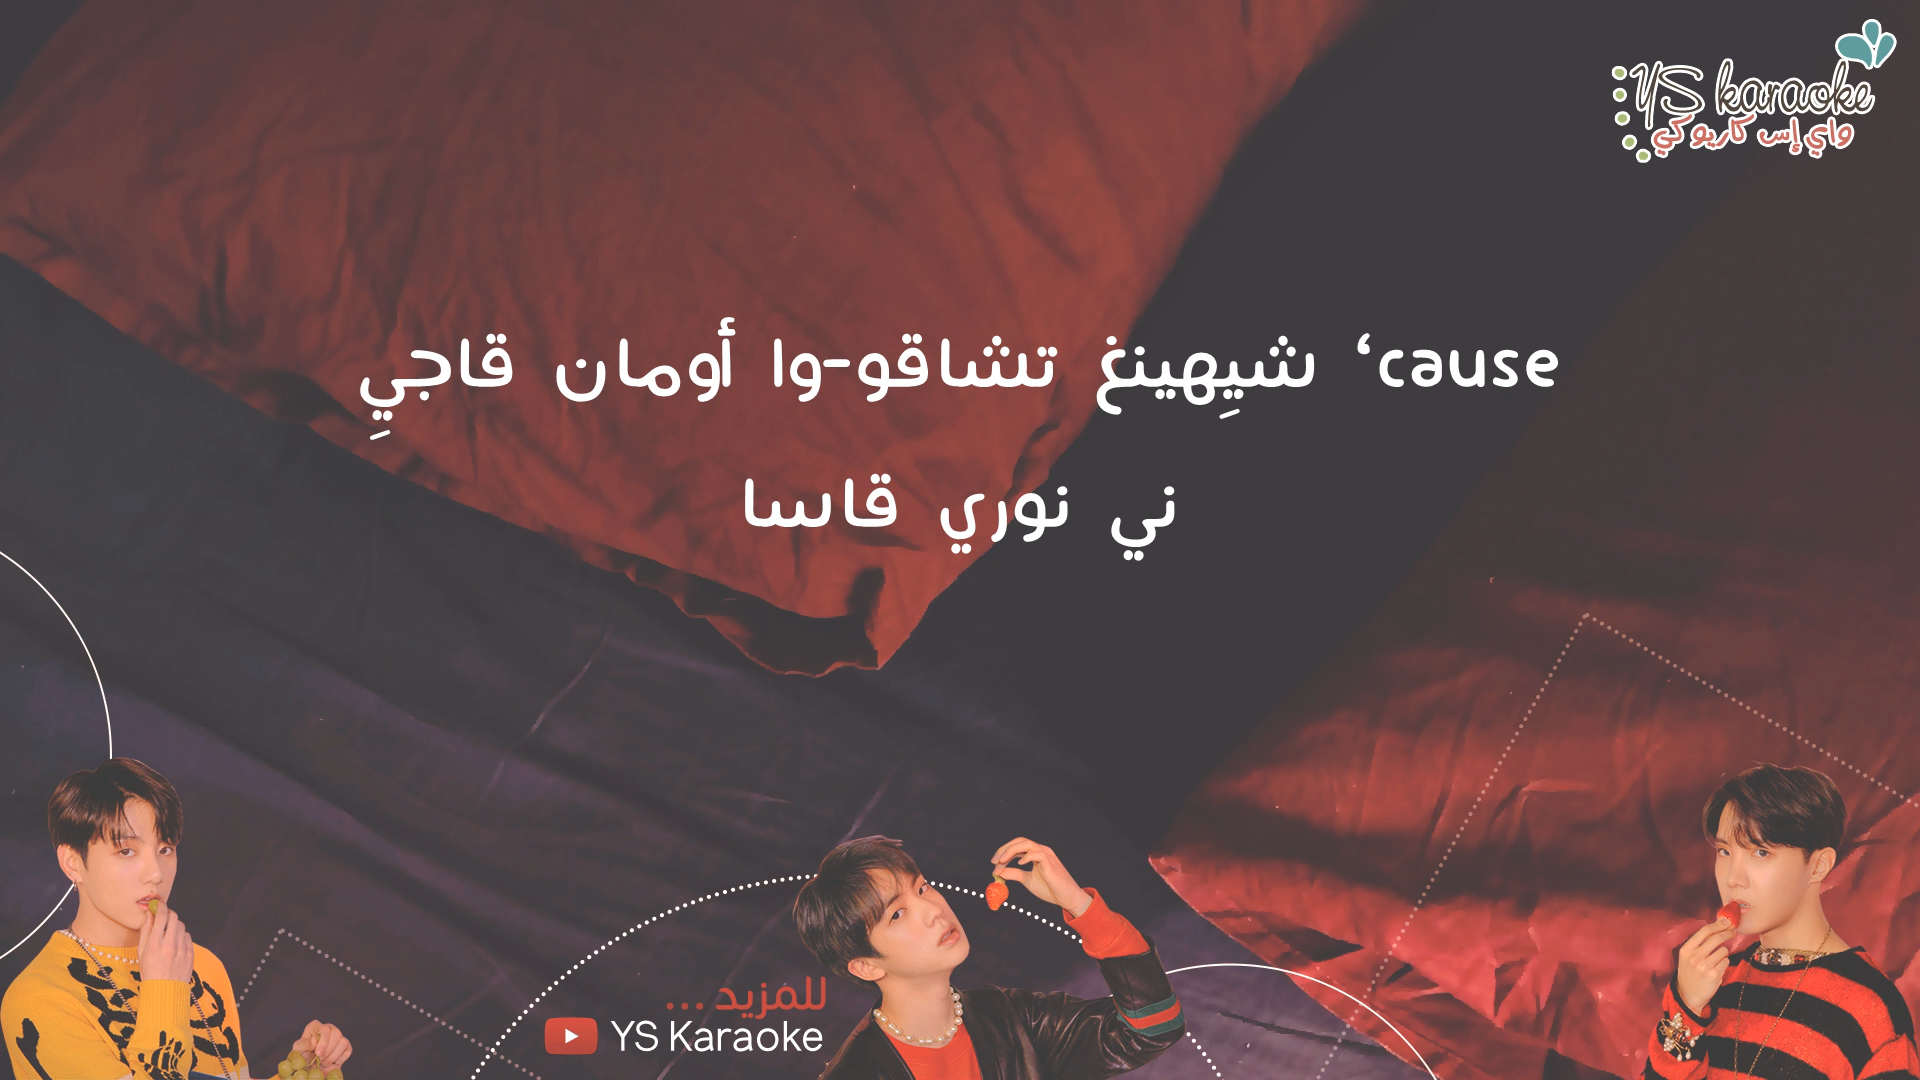 YS karaoke
واي إس كاريوكي
‘cause شيِهينغ تشاقو-وا أومان قاجيِ
ني نوري قاسا
للمزيد ...
YS Karaoke